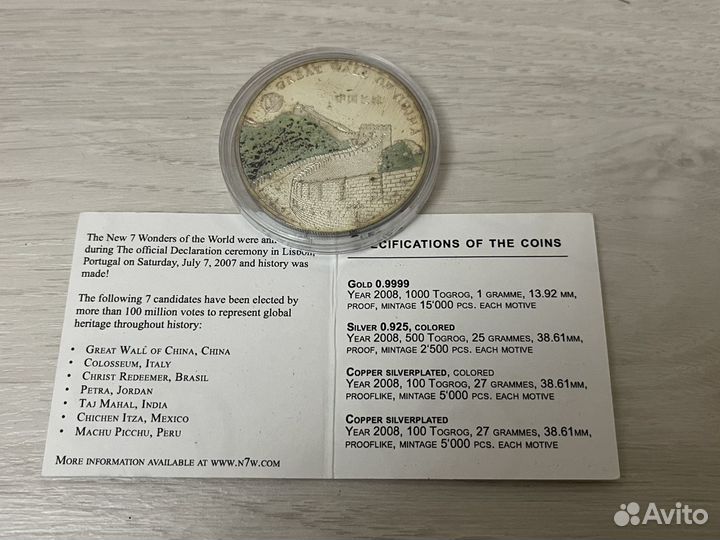 GREAT WALL OF CHINA
中国长城
The New 7 Wonders of the World were
during The official Declaration ceremony in Lisbon,
Portugal on Saturday, July 7, 2007 and history was
made!
The following 7 candidates have been elected by
more than 100 million votes to represent global
heritage throughout history:
• GREAT WALL OF CHINA, CHINA
• COLOSSEUM, ITALY
• CHRIST REDEEMER, BRASIL
• PETRA, JORDAN
• TAJ MAHAL, INDIA
• CHICHEN ITZA, MEXICO
• MACHU PICCHU, PERU
MORE INFORMATION AVAILABLE AT WWW.N7W.COM
ECIFICATIONS OF THE COINS
GOLD 0.9999
YEAR 2008, 1000 TOGROG, 1 GRAMME, 13.92 MM,
PROOF, MINTAGE 15'000 PCS. EACH MOTIVE
SILVER 0.925, COLORED
YEAR 2008, 500 TOGROG, 25 GRAMMES, 38.61MM,
PROOF, MINTAGE 2'500 PCS. EACH MOTIVE
COPPER SILVERPLATED, COLORED
YEAR 2008, 100 TOGROG, 27 GRAMMES, 38.61MM,
PROOFLIKE, MINTAGE 5'000 PCS. EACH MOTIVE
COPPER SILVERPLATED
YEAR 2008, 100 TOGROG, 27 GRAMMES, 38.61MM,
PROOFLIKE, MINTAGE 5'000 PCS. EACH MOTIVE
Avito